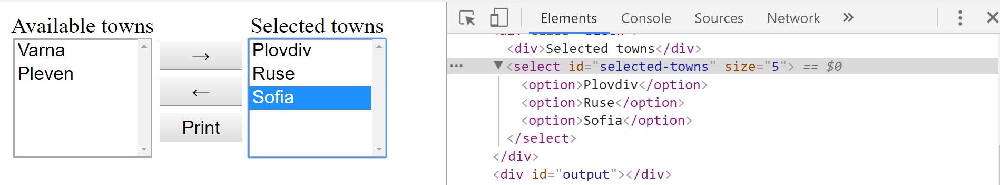 Available towns
Varna
Pleven
→
←
Print
Selected towns
Plovdiv
Ruse
Sofia
Elements Console Sources Network »
<div>Selected towns</div>
... ▼<select id="selected-towns" size="5"> == $0
<option>Plovdiv</option>
<option>Ruse</option>
<option>Sofia</option>
</select>
</div>
<div id="output"></div>